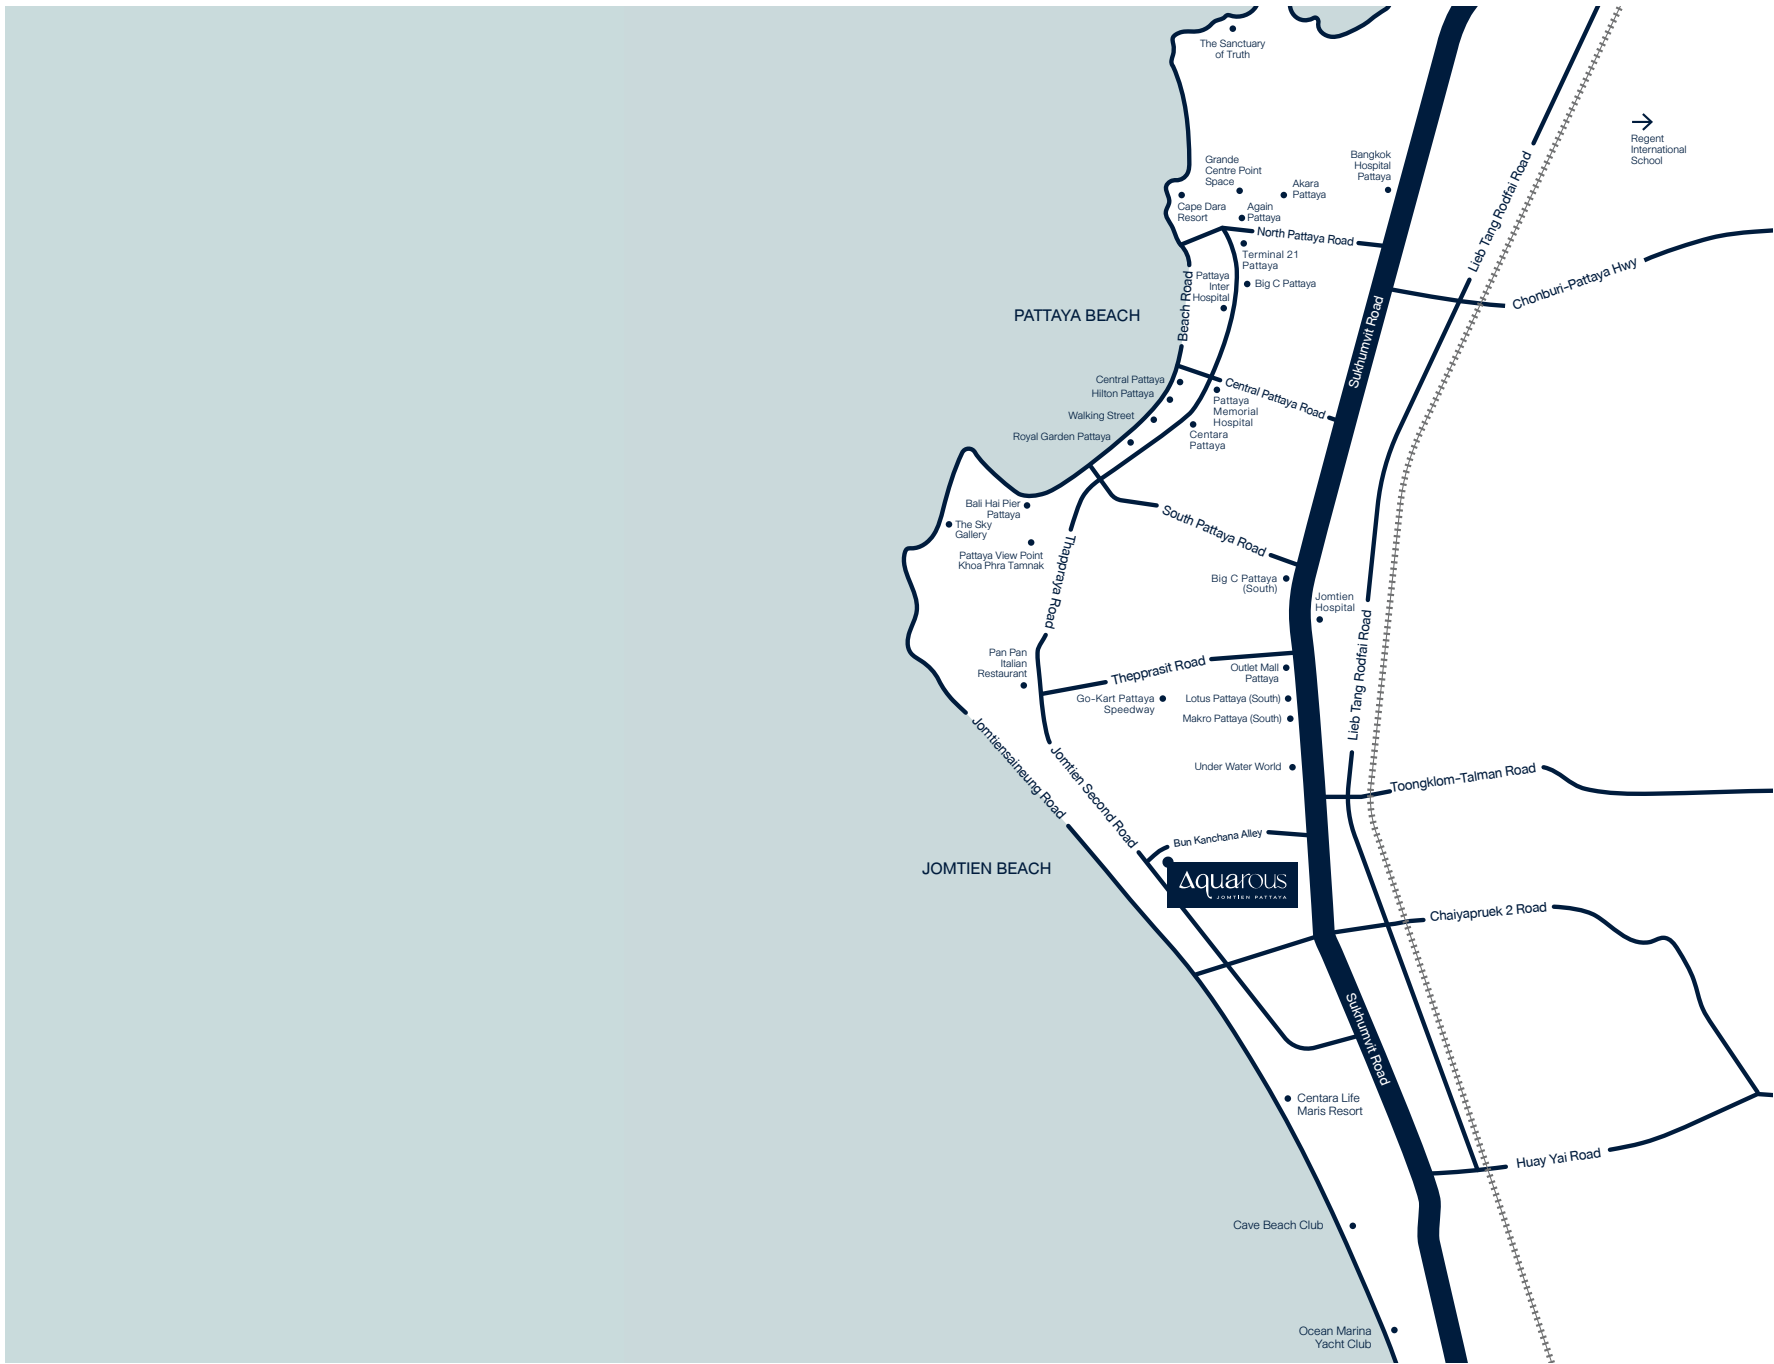 The Sanctuary
of Truth
Regent
International
School
Grande
Centre Point
Space
Akara
Pattaya
Bangkok
Hospital
Pattaya
Cape Dara
Resort
Again
Pattaya
North Pattaya Road
Terminal 21
Pattaya
Big C Pattaya
Pattaya
Inter
Hospital
Beach Road
Lieb Tang Rodfai Road
Chonburi-Pattaya Hwy
PATTAYA BEACH
Sukhumvit Road
Central Pattaya
Hilton Pattaya
Walking Street
Royal Garden Pattaya
Central Pattaya Road
Pattaya
Memorial
Hospital
Centara
Pattaya
Bali Hai Pier
Pattaya
The Sky
Gallery
Pattaya View Point
Khoa Phra Tamnak
South Pattaya Road
Thappraya Road
Big C Pattaya
(South)
Jomtien
Hospital
Lieb Tang Rodfai Road
Pan Pan
Italian
Restaurant
Thepprasit Road
Outlet Mall
Pattaya
Go-Kart Pattaya
Speedway
Lotus Pattaya (South)
Makro Pattaya (South)
Jomtiensaineung Road
Jomtien Second Road
Under Water World
Toongklom-Talman Road
Bun Kanchana Alley
JOMTIEN BEACH
Aquarous
JOMTIEN PATTAYA
Chaiyapruek 2 Road
Sukhumvit Road
Centara Life
Maris Resort
Huay Yai Road
Cave Beach Club
Ocean Marina
Yacht Club